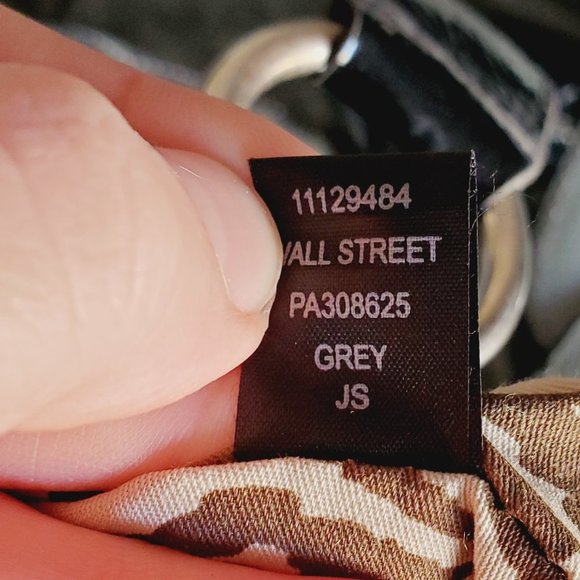 11129484
WALL STREET
PA308625
GREY
JS